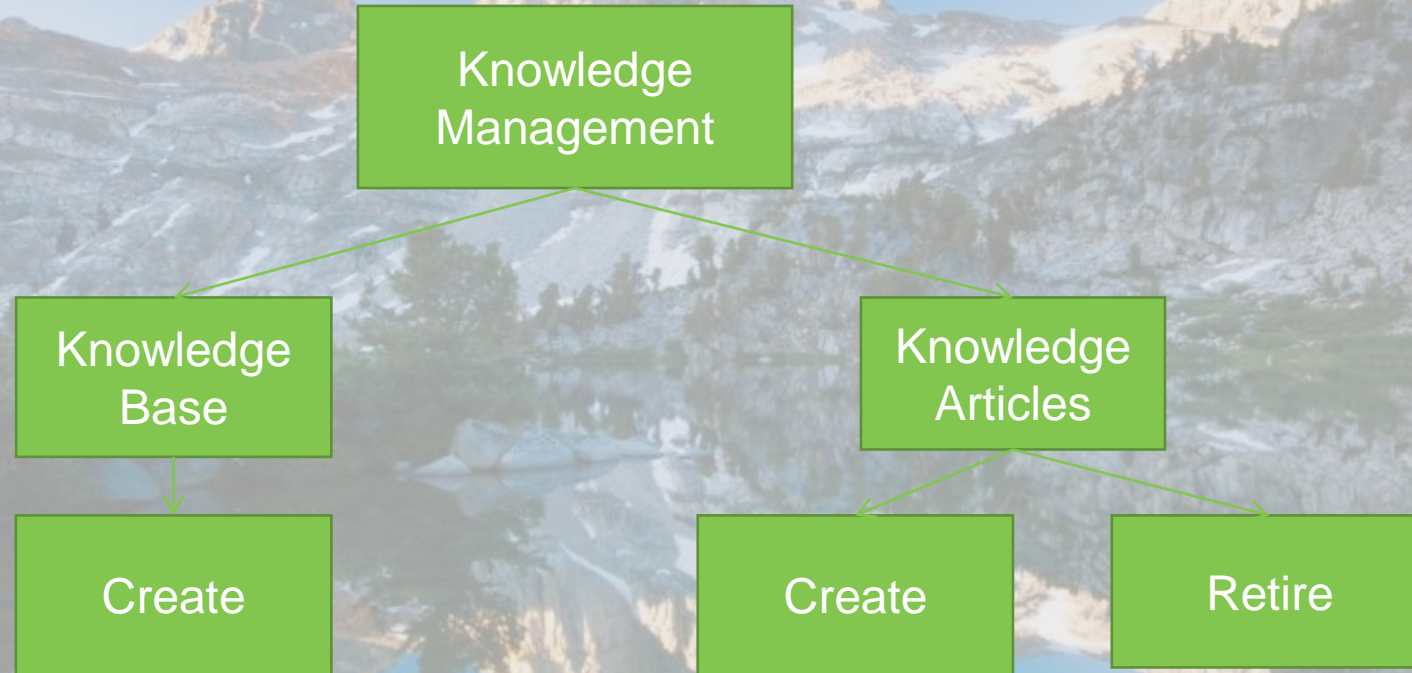 Knowledge
Management
Knowledge
Base
Knowledge
Articles
Create
Create
Retire